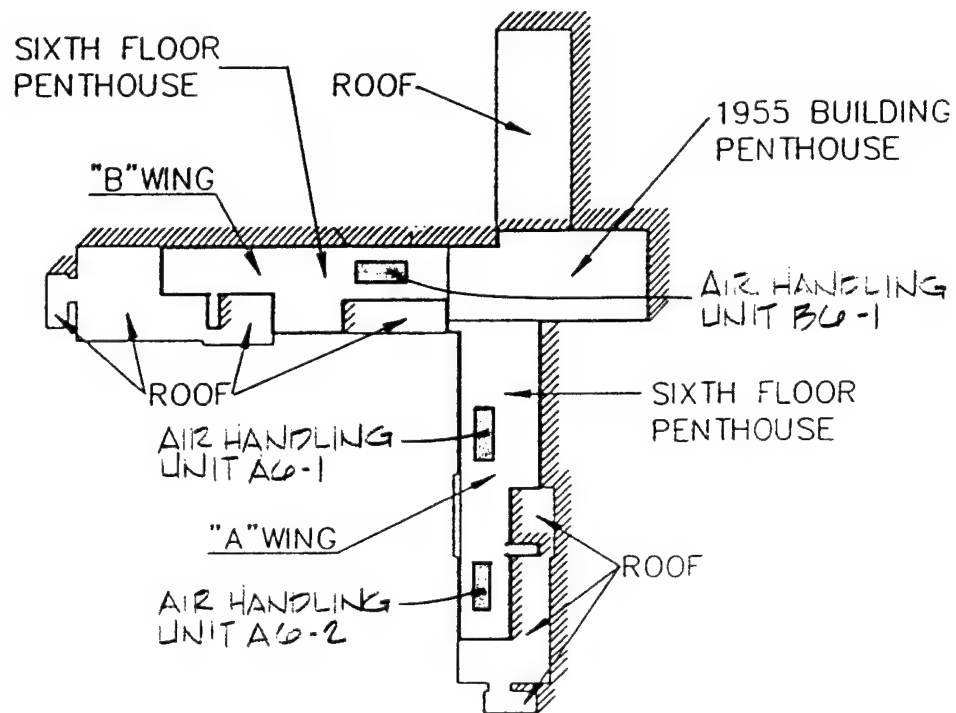 SIXTH FLOOR
PENTHOUSE
ROOF
1955 BUILDING
PENTHOUSE
"B" WING
AIR HANDLING
UNIT B6-1
ROOF
SIXTH FLOOR
PENTHOUSE
AIR HANDLING
UNIT A6-1
"A" WING
ROOF
AIR HANDLING
UNIT A6-2